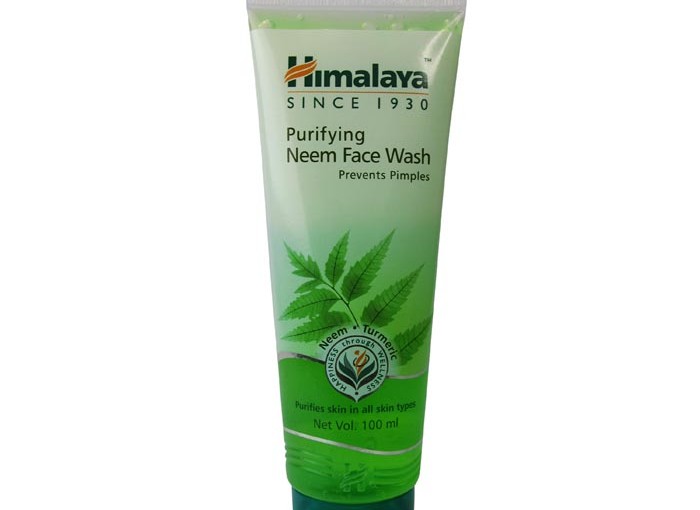 Himalaya™
SINCE 1930
Purifying
Neem Face Wash
Prevents Pimples
Neem • Turmeric
HAPPINESS through WELLNESS
Purifies skin in all skin types
Net Vol: 100 ml